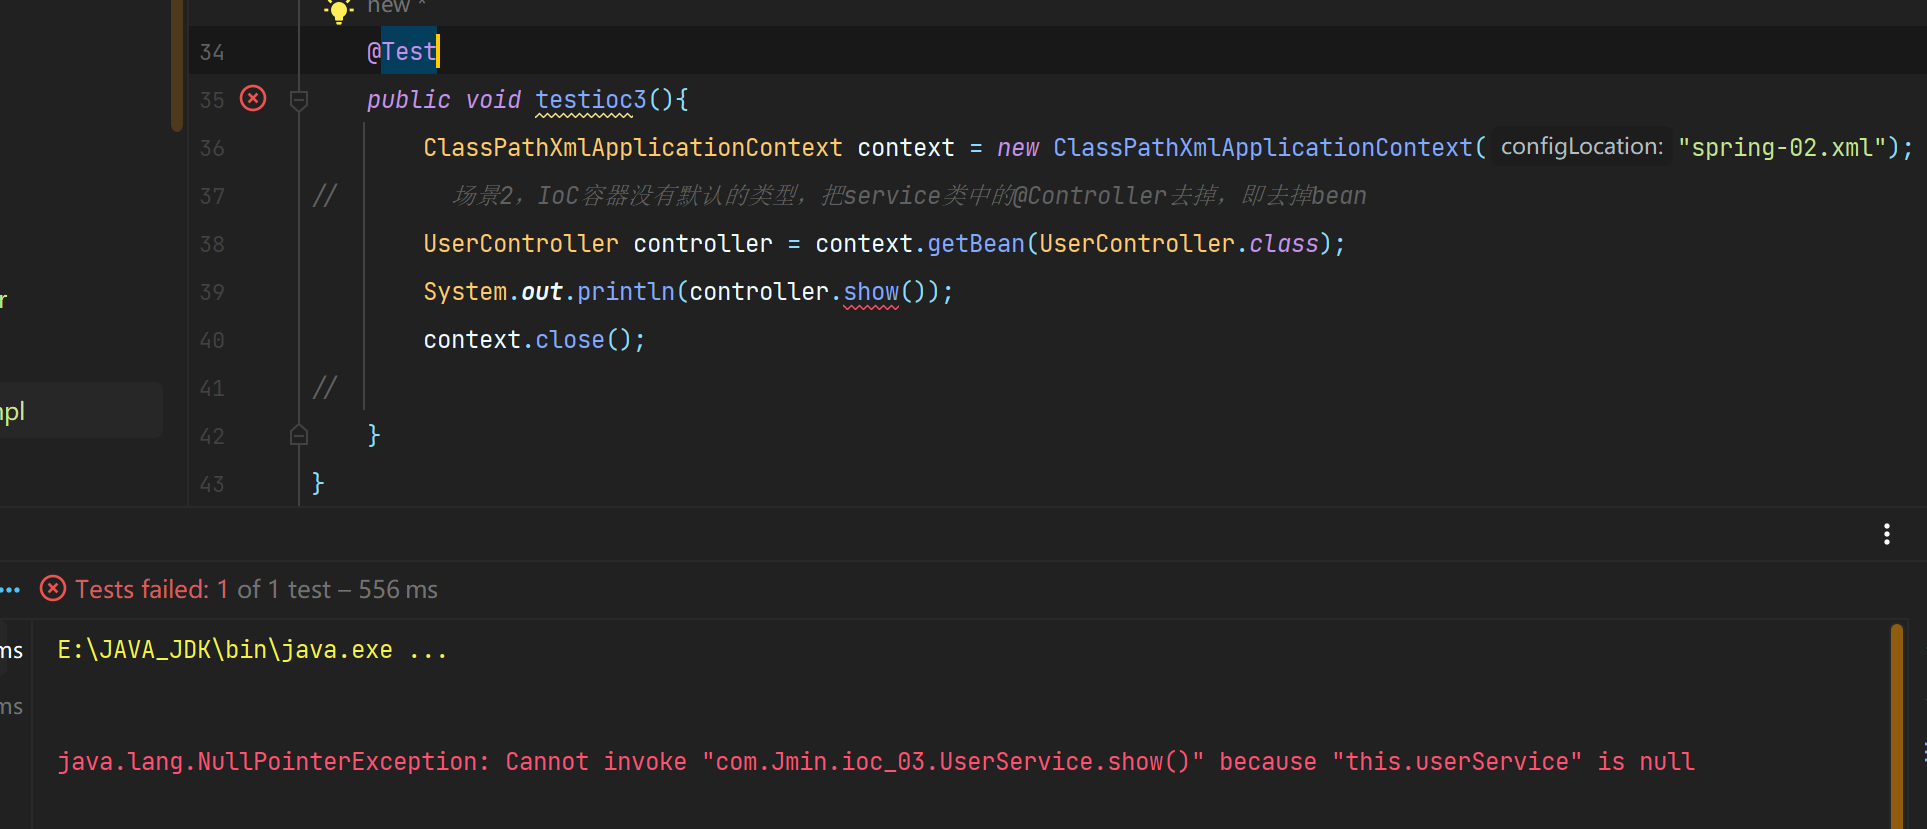 new *
34 @Test
35 public void testioc3(){
36 ClassPathXmlApplicationContext context = new ClassPathXmlApplicationContext( configLocation: "spring-02.xml");
37 // 场景2，IoC容器没有默认的类型，把service类中的@Controller去掉，即去掉bean
38 UserController controller = context.getBean(UserController.class);
39 System.out.println(controller.show());
r
40 context.close();
41 //
npl
42 }
43 }
Tests failed: 1 of 1 test – 556 ms
ms E:\JAVA_JDK\bin\java.exe ...
ms
java.lang.NullPointerException: Cannot invoke "com.Jmin.ioc_03.UserService.show()" because "this.userService" is null